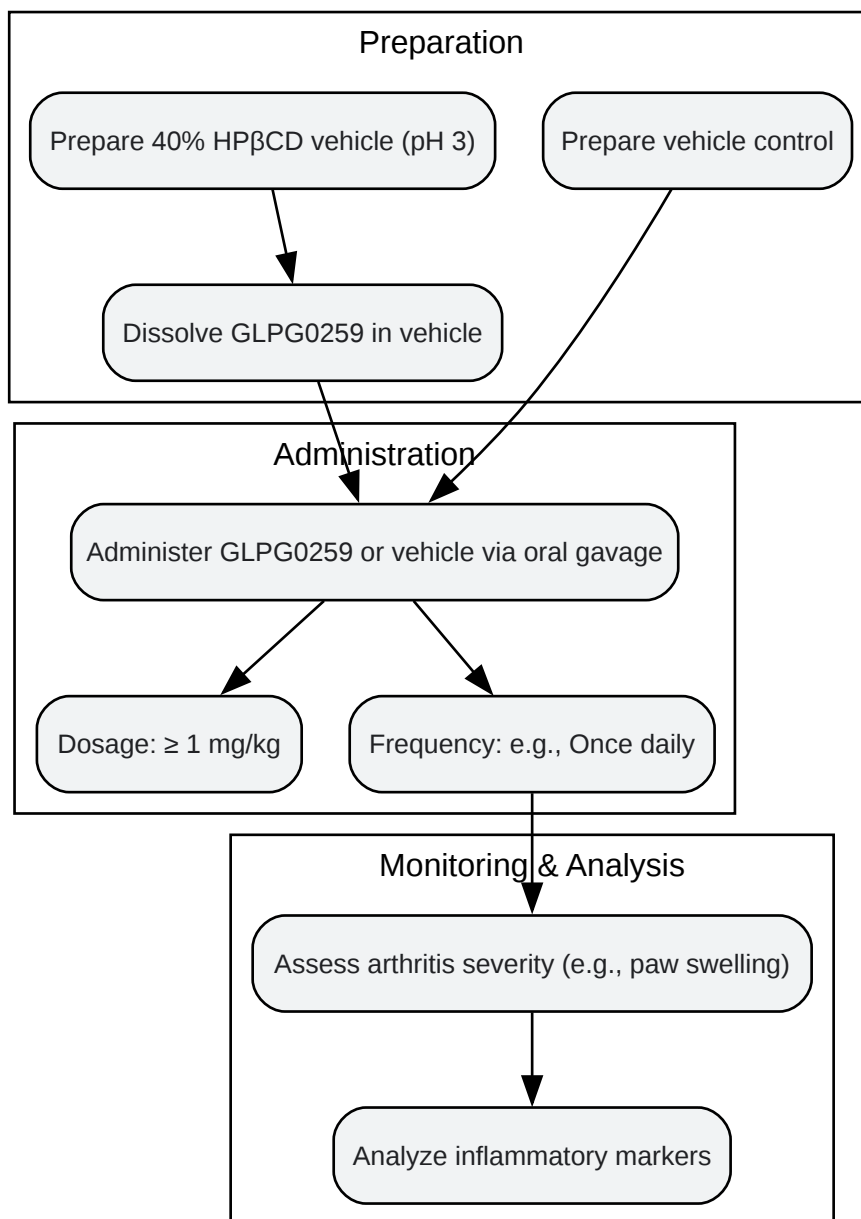 Preparation
Prepare 40% HPβCD vehicle (pH 3)
Prepare vehicle control
Dissolve GLPG0259 in vehicle
Administration
Administer GLPG0259 or vehicle via oral gavage
Dosage: ≥ 1 mg/kg
Frequency: e.g., Once daily
Monitoring & Analysis
Assess arthritis severity (e.g., paw swelling)
Analyze inflammatory markers